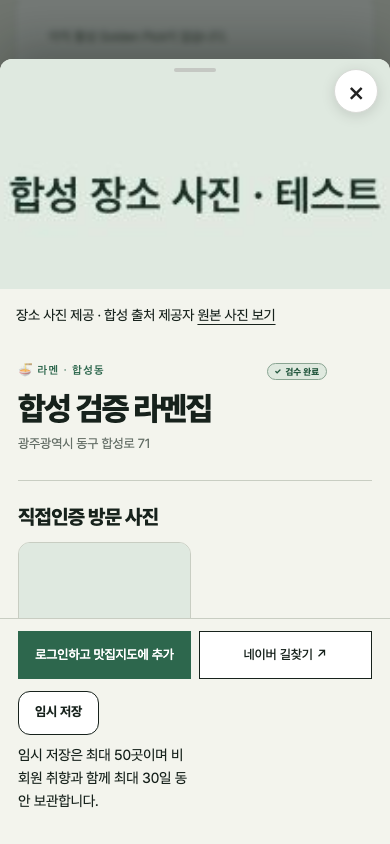 합성 장소 사진 · 테스트
장소 사진 제공 · 합성 출처 제공자 원본 사진 보기
라멘 · 합성동
✓ 검수 완료
합성 검증 라멘집
광주광역시 동구 합성로 71
직접인증 방문 사진
로그인하고 맛집지도에 추가
네이버 길찾기 ↗
임시 저장
임시 저장은 최대 50곳이며 비
회원 취향과 함께 최대 30일 동
안 보관합니다.